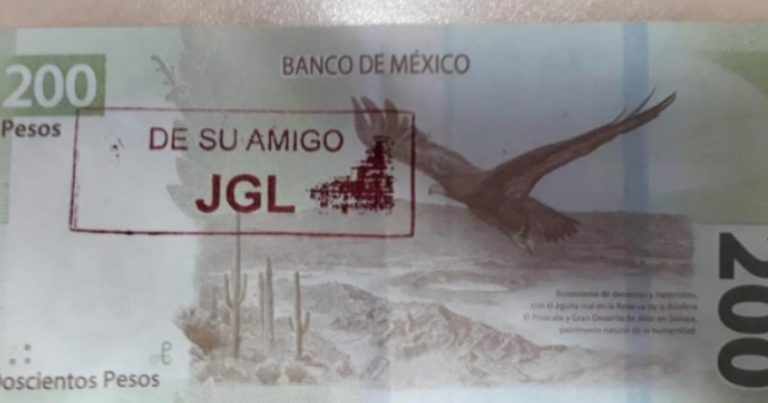 200
Pesos
BANCO DE MÉXICO
DE SU AMIGO
JGL
Ecosistema de desiertos y matorrales,
con el águila real en la Reserva de la Biosfera
El Pinacate y Gran Desierto de Altar en Sonora,
patrimonio natural de la humanidad.
200
Doscientos Pesos